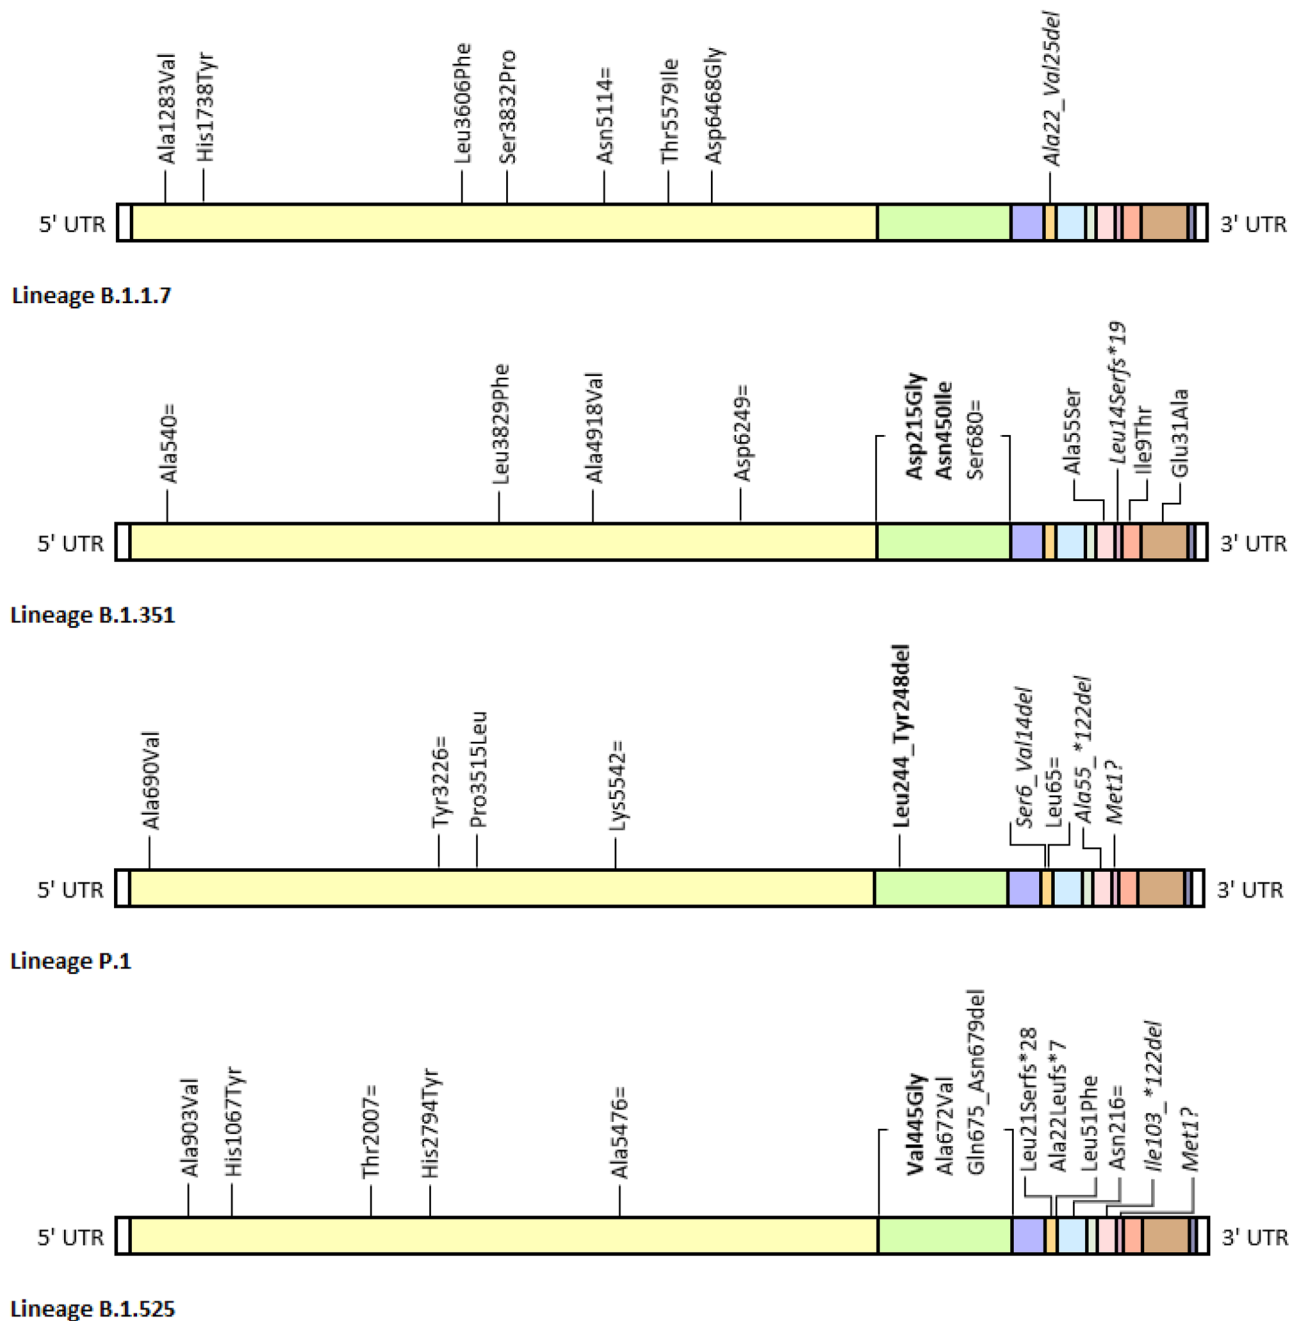 Ala1283Val
His1738Tyr
Leu3606Phe
Ser3832Pro
Asn5114=
Thr5579Ile
Asp6468Gly
Ala22_Val25del
5' UTR
3' UTR
Lineage B.1.1.7
Ala540=
Leu3829Phe
Ala4918Val
Asp6249=
Asp215Gly
Asn450Ile
Ser680=
Ala55Ser
Leu14Serfs*19
Ile9Thr
Glu31Ala
5' UTR
3' UTR
Lineage B.1.351
Ala690Val
Tyr3226=
Pro3515Leu
Lys5542=
Leu244_Tyr248del
Ser6_Val14del
Leu65=
Ala55_*122del
Met1?
5' UTR
3' UTR
Lineage P.1
Ala903Val
His1067Tyr
Thr2007=
His2794Tyr
Ala5476=
Val445Gly
Ala672Val
Gln675_Asn679del
Leu21Serfs*28
Ala22Leufs*7
Leu51Phe
Asn216=
Ile103_*122del
Met1?
5' UTR
3' UTR
Lineage B.1.525